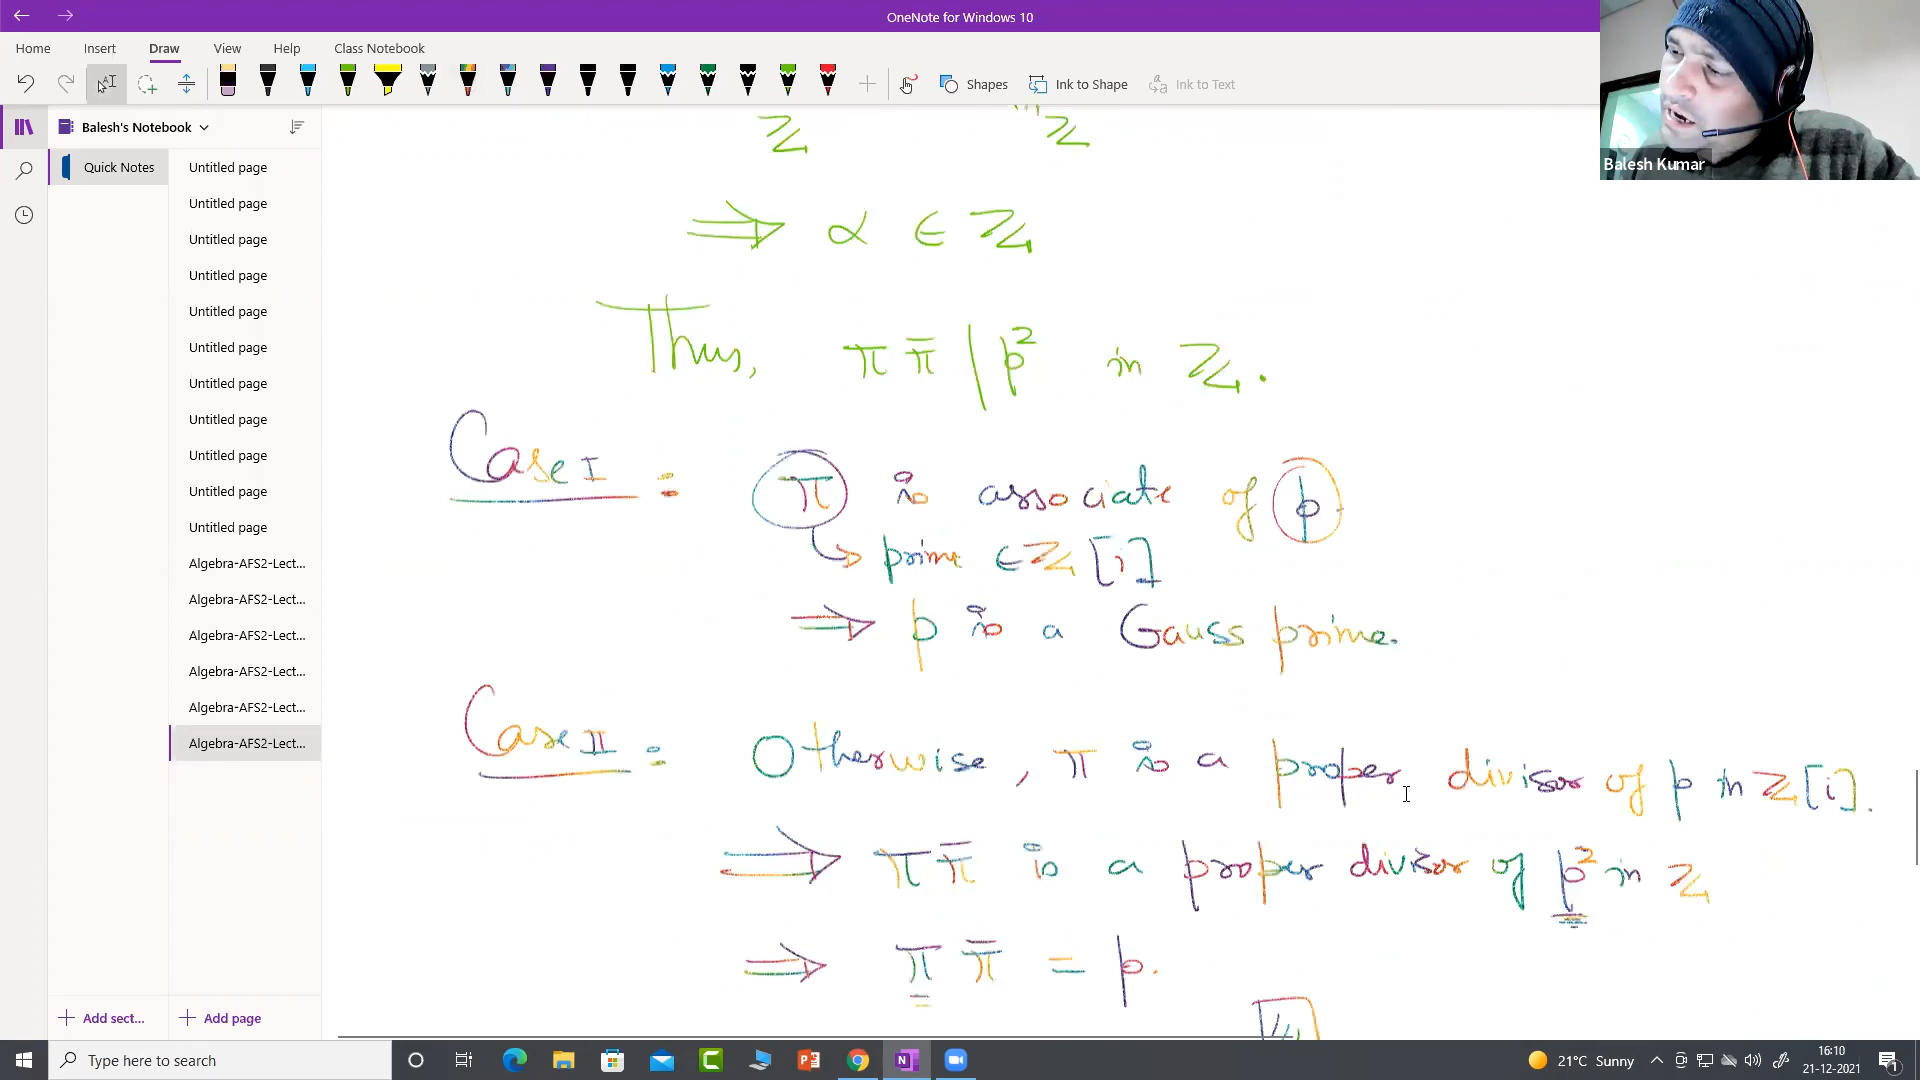 OneNote for Windows 10
Home Insert Draw View Help Class Notebook
Shapes Ink to Shape Ink to Text
Balesh Kumar
Balesh's Notebook
Quick Notes
Untitled page
Untitled page
Untitled page
Untitled page
Untitled page
Untitled page
Untitled page
Untitled page
Untitled page
Untitled page
Untitled page
Algebra-AFS2-Lect...
Algebra-AFS2-Lect...
Algebra-AFS2-Lect...
Algebra-AFS2-Lect...
Algebra-AFS2-Lect...
Algebra-AFS2-Lect...
Add sect... Add page
ℤ ℤ
⟹ α ∈ ℤ
Thus, π π̄ | p² in ℤ.
Case I : π is associate of p.
↳ prime ∈ ℤ[i]
⟹ p is a Gauss prime.
Case II : Otherwise, π is a proper divisor of p in ℤ[i].
⟹ π π̄ is a proper divisor of p² in ℤ
⟹ π π̄ = p.
Type here to search
21°C Sunny
16:10
21-12-2021